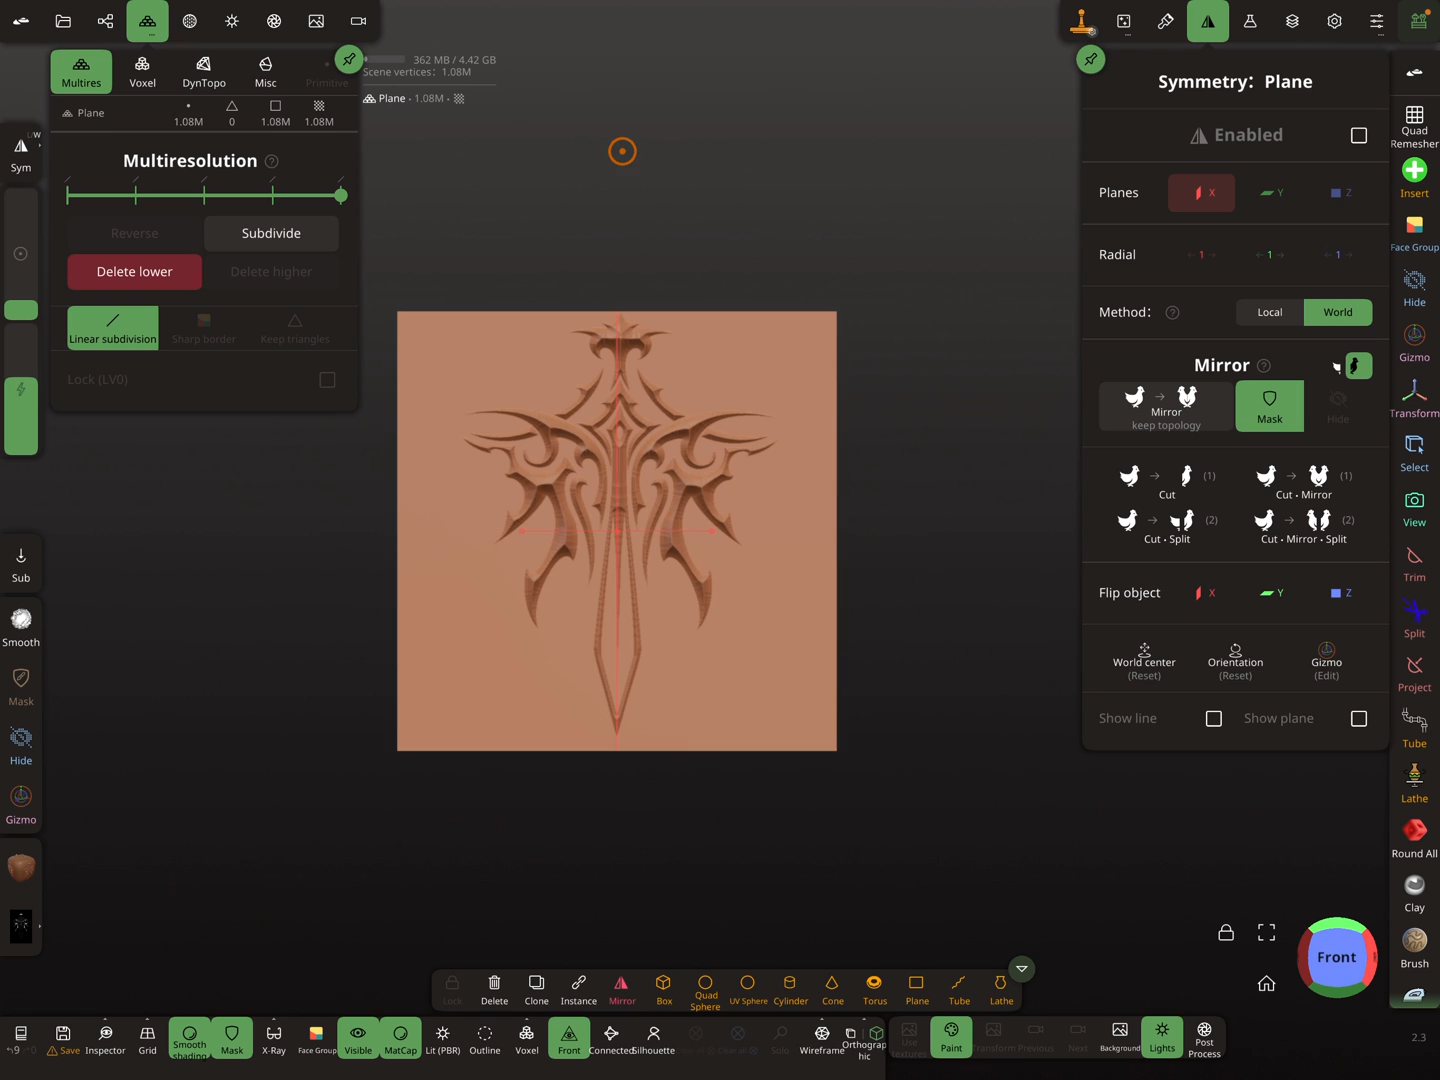 Multires
Voxel
DynTopo
Misc
Primitive
Plane
1.08M
0
1.08M
1.08M
362 MB / 4.42 GB
Scene vertices: 1.08M
Plane · 1.08M ·
Multiresolution
?
Reverse
Subdivide
Delete lower
Delete higher
Linear subdivision
Sharp border
Keep triangles
Lock (LV0)
L/W
Sym
Sub
Smooth
Mask
Hide
Gizmo
Symmetry: Plane
Enabled
Planes
X
Y
Z
Radial
1
1
1
Method:
?
Local
World
Mirror
?
Mirror
keep topology
Mask
Hide
(1)
Cut
(1)
Cut · Mirror
(2)
Cut · Split
(2)
Cut · Mirror · Split
Flip object
X
Y
Z
World center
(Reset)
Orientation
(Reset)
Gizmo
(Edit)
Show line
Show plane
Quad
Remesher
Insert
Face Group
Hide
Gizmo
Transform
Select
View
Trim
Split
Project
Tube
Lathe
Round All
Clay
Brush
Front
Lock
Delete
Clone
Instance
Mirror
Box
Quad
Sphere
UV Sphere
Cylinder
Cone
Torus
Plane
Tube
Lathe
9
0
Save
Inspector
Grid
Smooth
shading
Mask
X-Ray
Face Group
Visible
MatCap
Lit (PBR)
Outline
Voxel
Front
Connected
Silhouette
Solo
Wireframe
Orthograp
hic
Use
textures
Paint
Transform
Previous
Next
Background
Lights
Post
Process
2.3